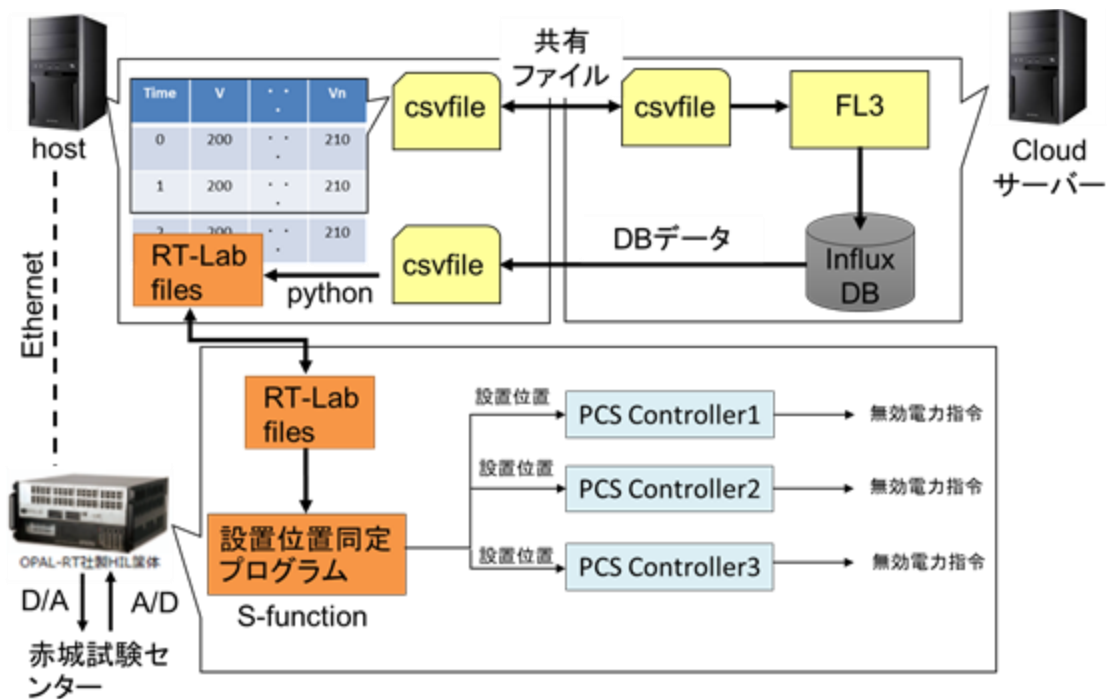 共有
ファイル
Time V ・・・ Vn
0 200 ・・・ 210
1 200 ・・・ 210
2 200 ・・・ 210
csvfile
csvfile
FL3
host
Cloud
サーバー
DBデータ
Influx
DB
csvfile
python
RT-Lab
files
Ethernet
RT-Lab
files
設置位置
PCS Controller1
無効電力指令
設置位置
PCS Controller2
無効電力指令
設置位置
PCS Controller3
無効電力指令
設置位置同定
プログラム
S-function
OPAL-RT社製HIL筐体
D/A
A/D
赤城試験セ
ンター